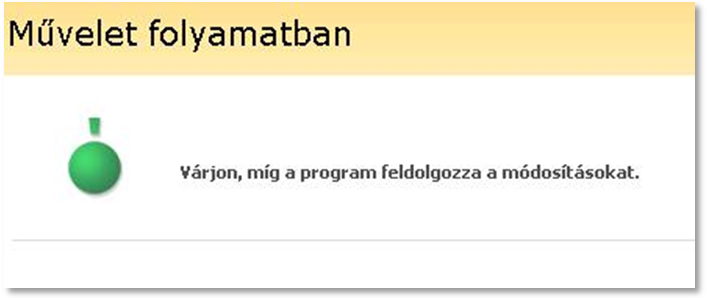 Művelet folyamatban
Várjon, míg a program feldolgozza a módosításokat.